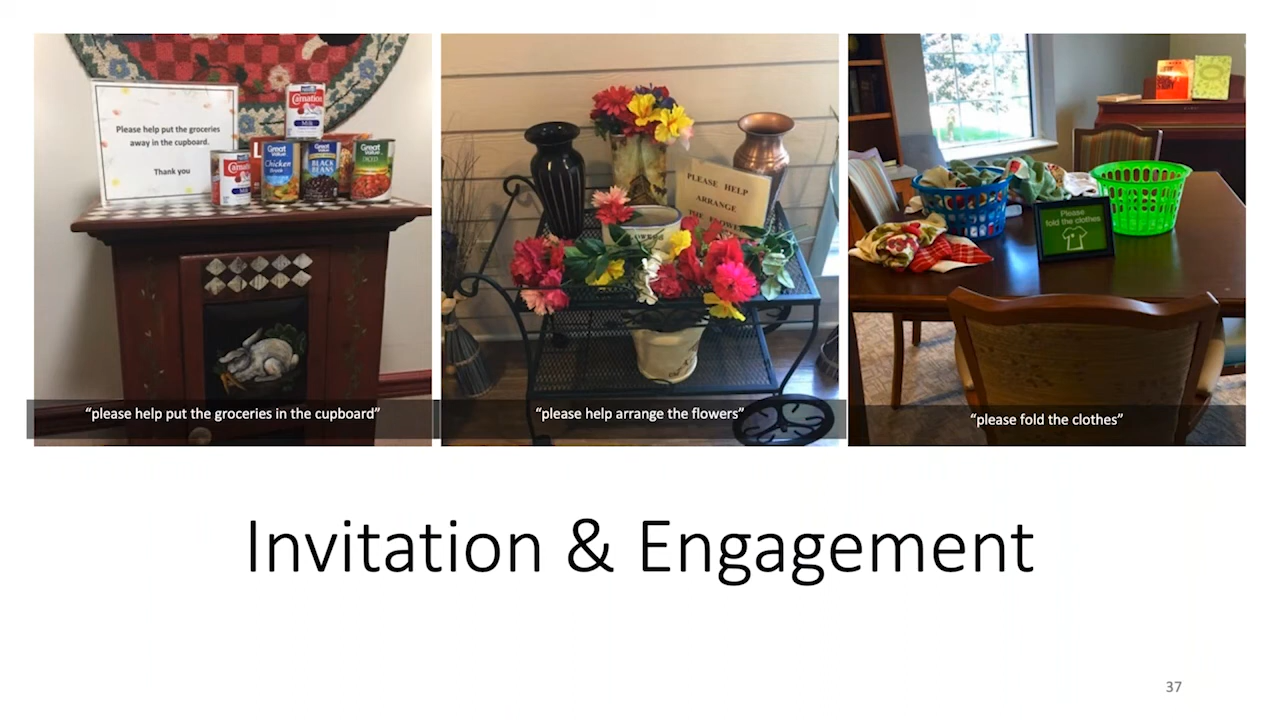 Please help put the groceries
away in the cupboard.
Thank you
Carnation
Milk
Carnation
Great Value
Chicken
Great Value
BLACK
BEANS
Great Value
DICED
PLEASE HELP
ARRANGE
THE FLOWERS
Please
fold the clothes
“please help put the groceries in the cupboard”
“please help arrange the flowers”
“please fold the clothes”
Invitation & Engagement
37